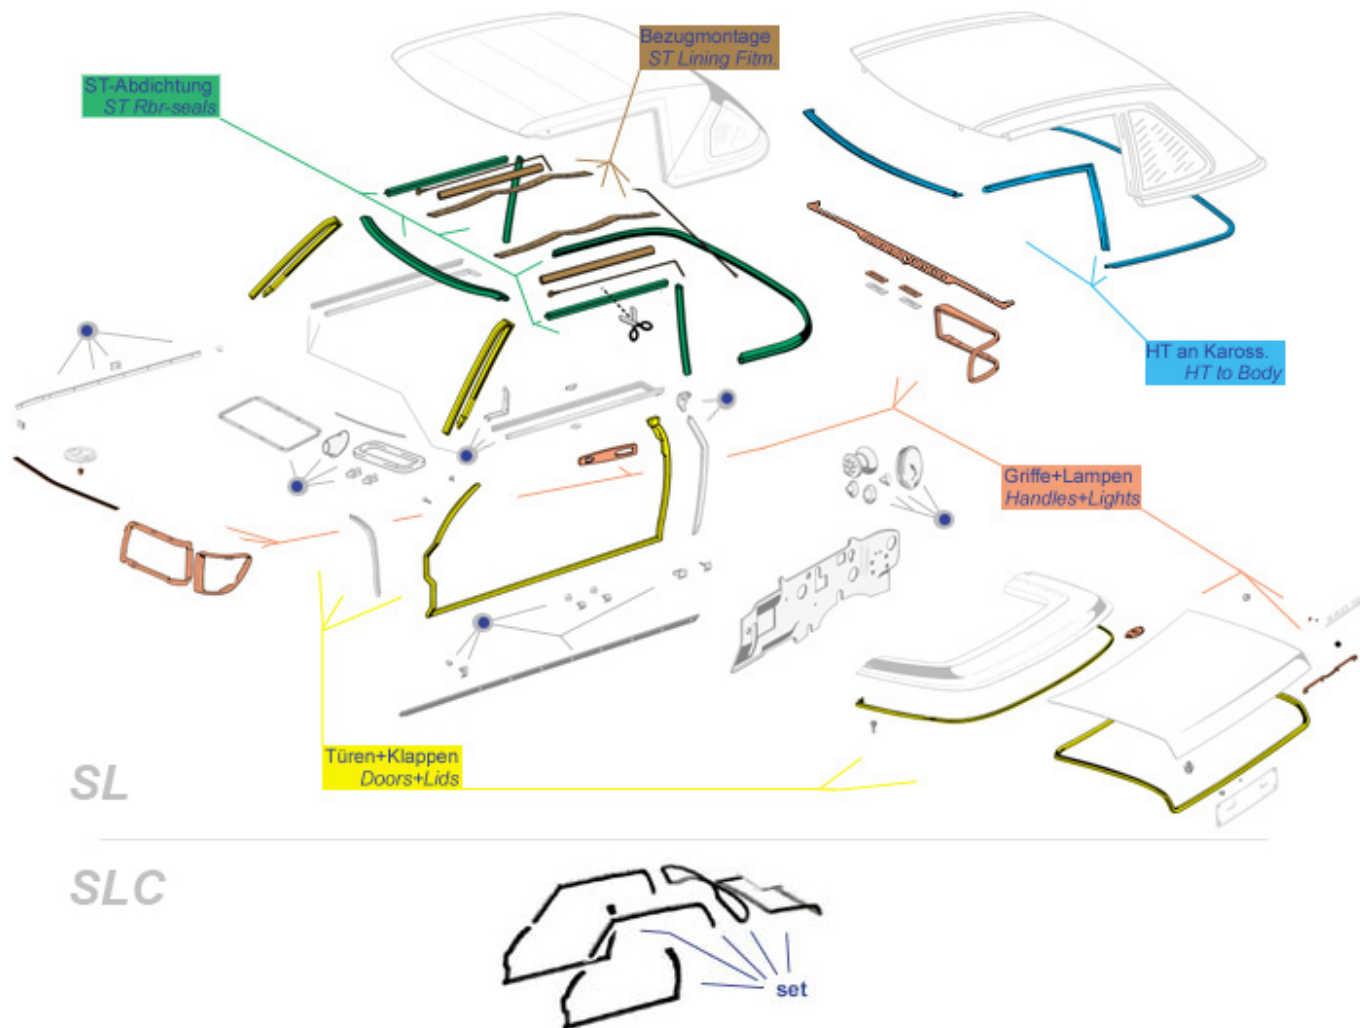 Bezugmontage
ST Lining Fitm.
ST-Abdichtung
ST Rbr-seals
HT an Kaross.
HT to Body
Griffe+Lampen
Handles+Lights
Türen+Klappen
Doors+Lids
SL
SLC
set